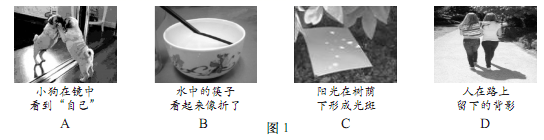 小狗在镜中
看到“自己”
A
水中的筷子
看起来像折了
B
阳光在树荫
下形成光斑
C
人在路上
留下的背影
D
图1